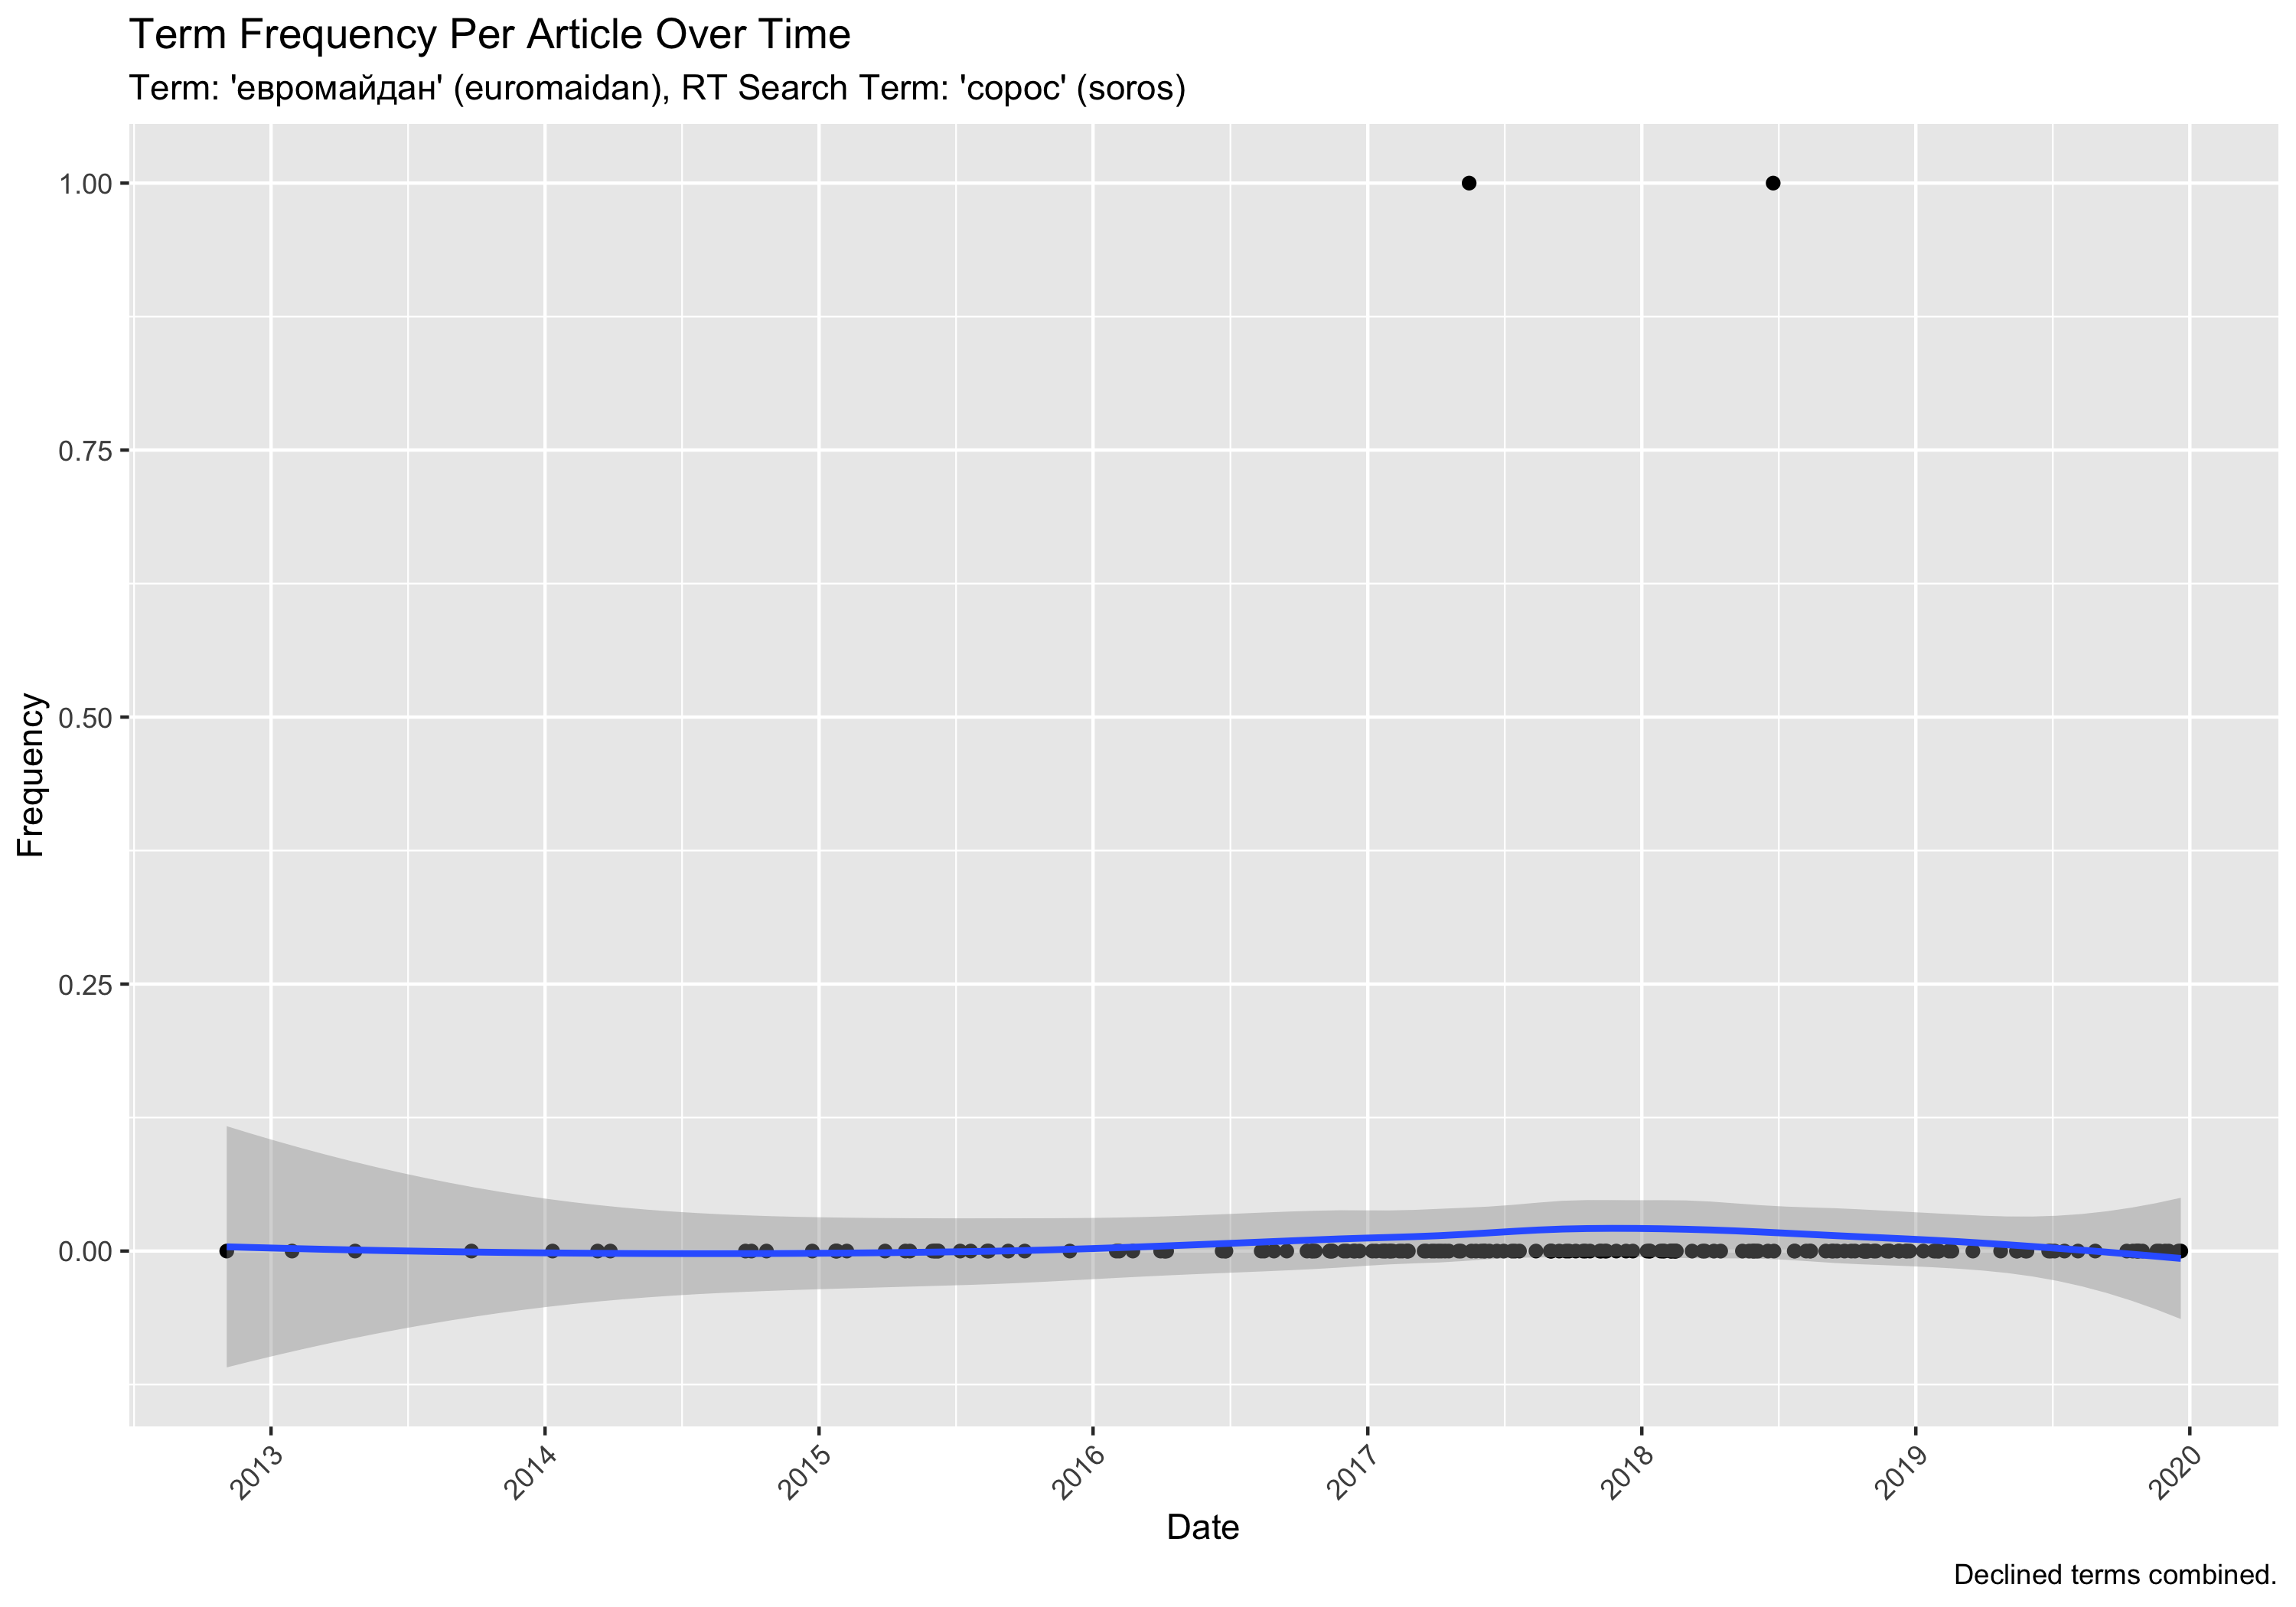 Term Frequency Per Article Over Time
Term: 'евромайдан' (euromaidan), RT Search Term: 'сорос' (soros)
Frequency
1.00
0.75
0.50
0.25
0.00
2013
2014
2015
2016
2017
2018
2019
2020
Date
Declined terms combined.